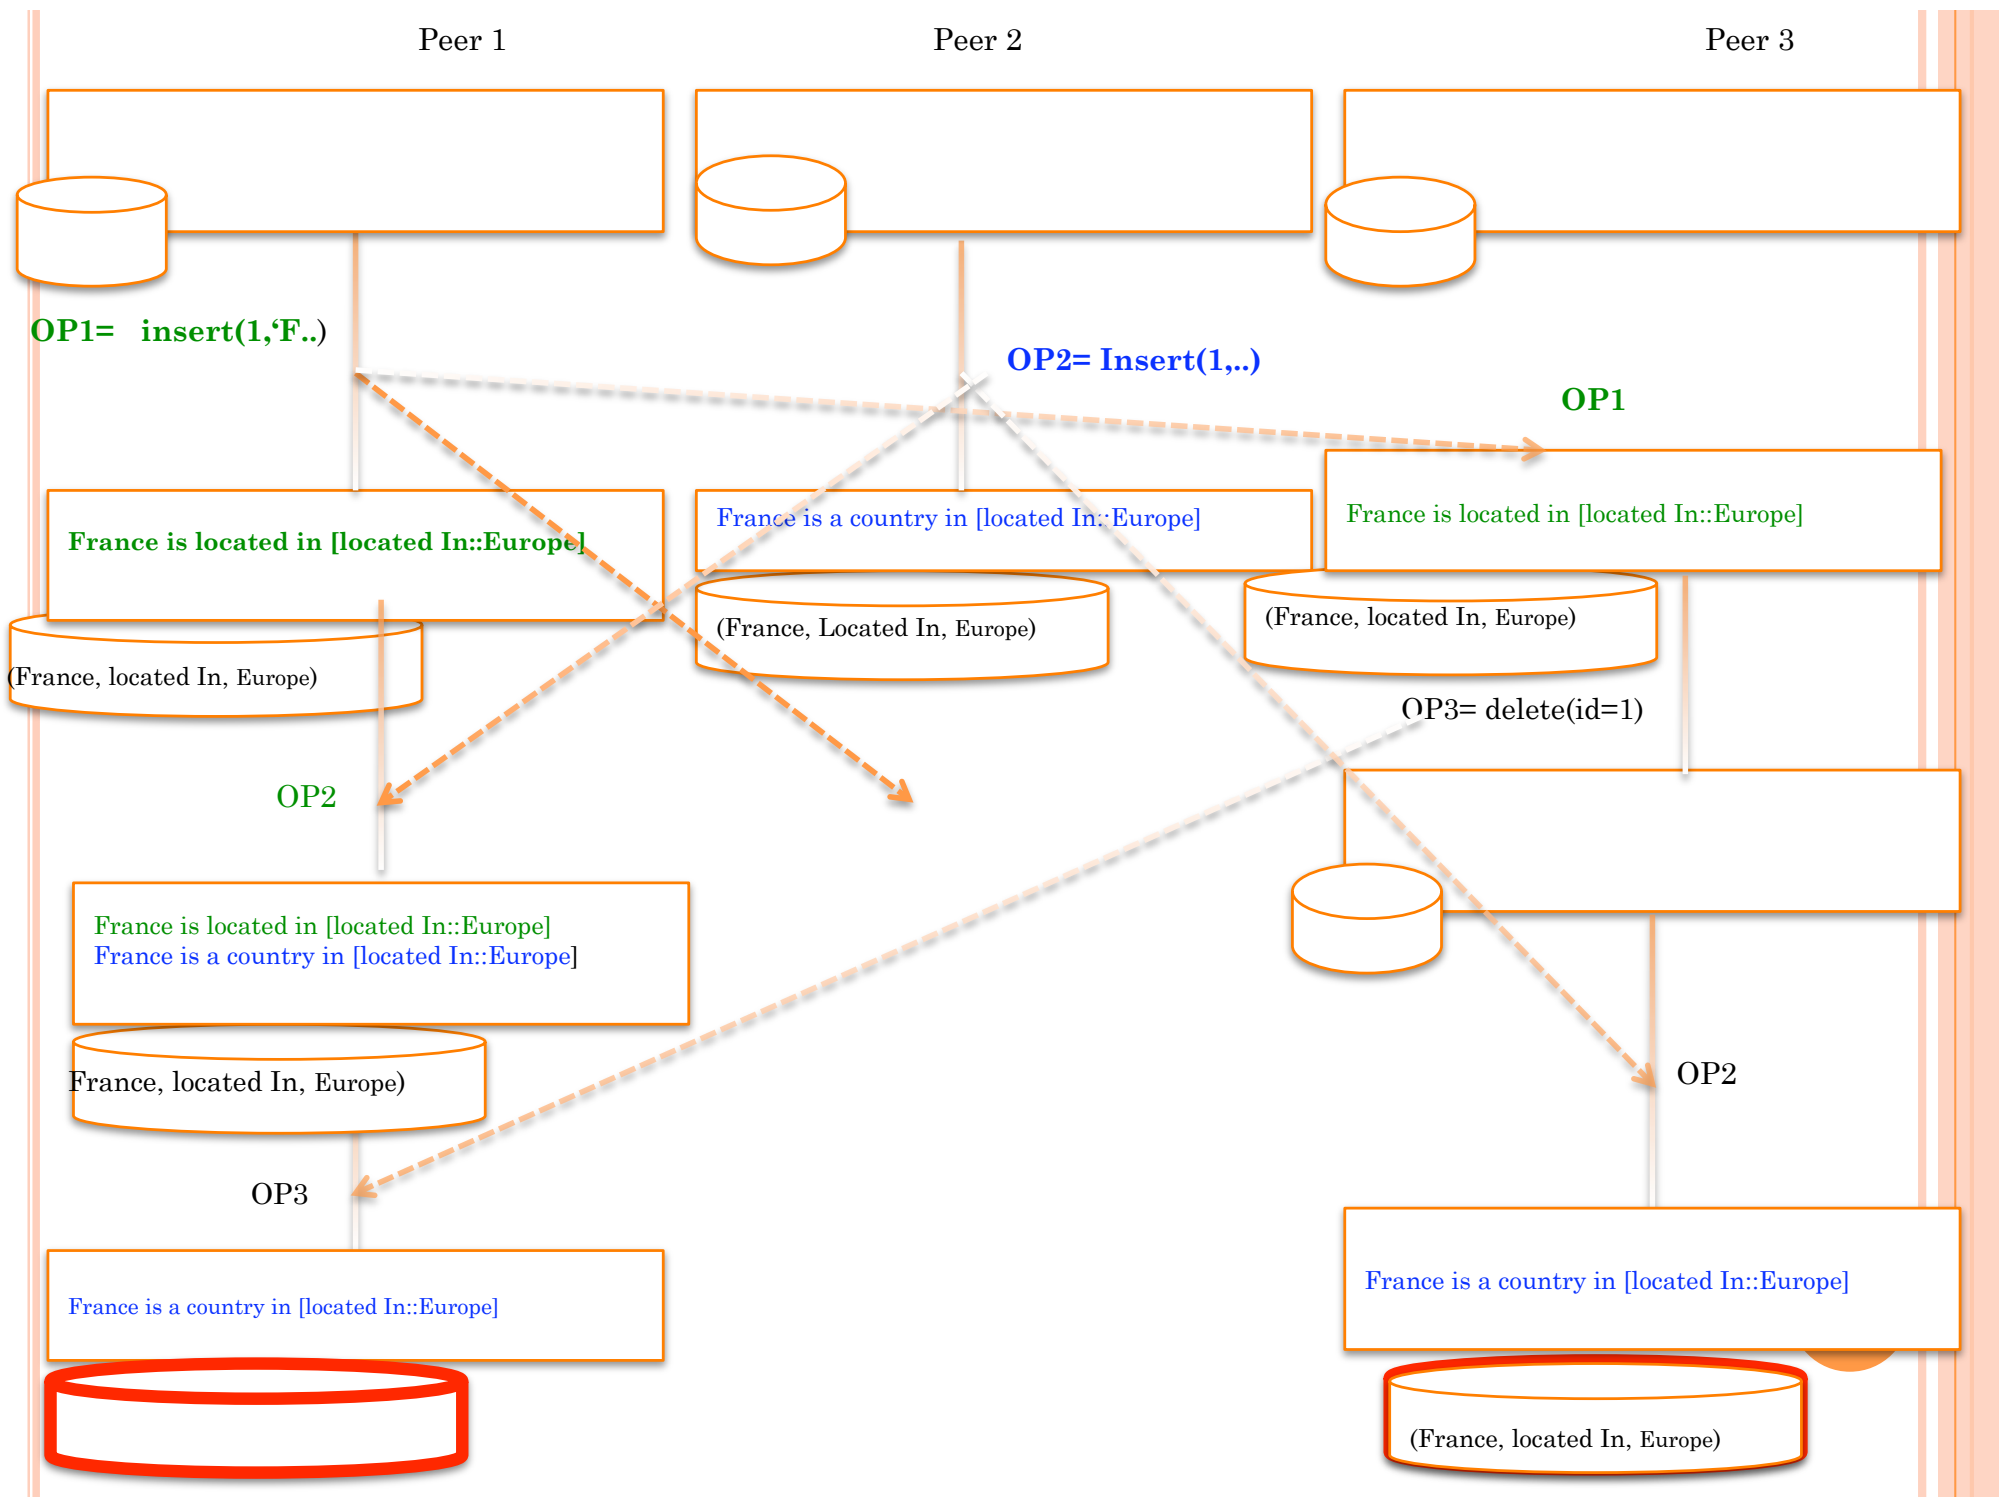 Peer 1
Peer 2
Peer 3
OP1= insert(1,‘F..)
OP2= Insert(1,..)
OP1
France is located in [located In::Europe]
France is a country in [located In::Europe]
France is located in [located In::Europe]
(France, located In, Europe)
(France, Located In, Europe)
(France, located In, Europe)
OP3= delete(id=1)
OP2
France is located in [located In::Europe]
France is a country in [located In::Europe]
France, located In, Europe)
OP2
OP3
France is a country in [located In::Europe]
France is a country in [located In::Europe]
(France, located In, Europe)